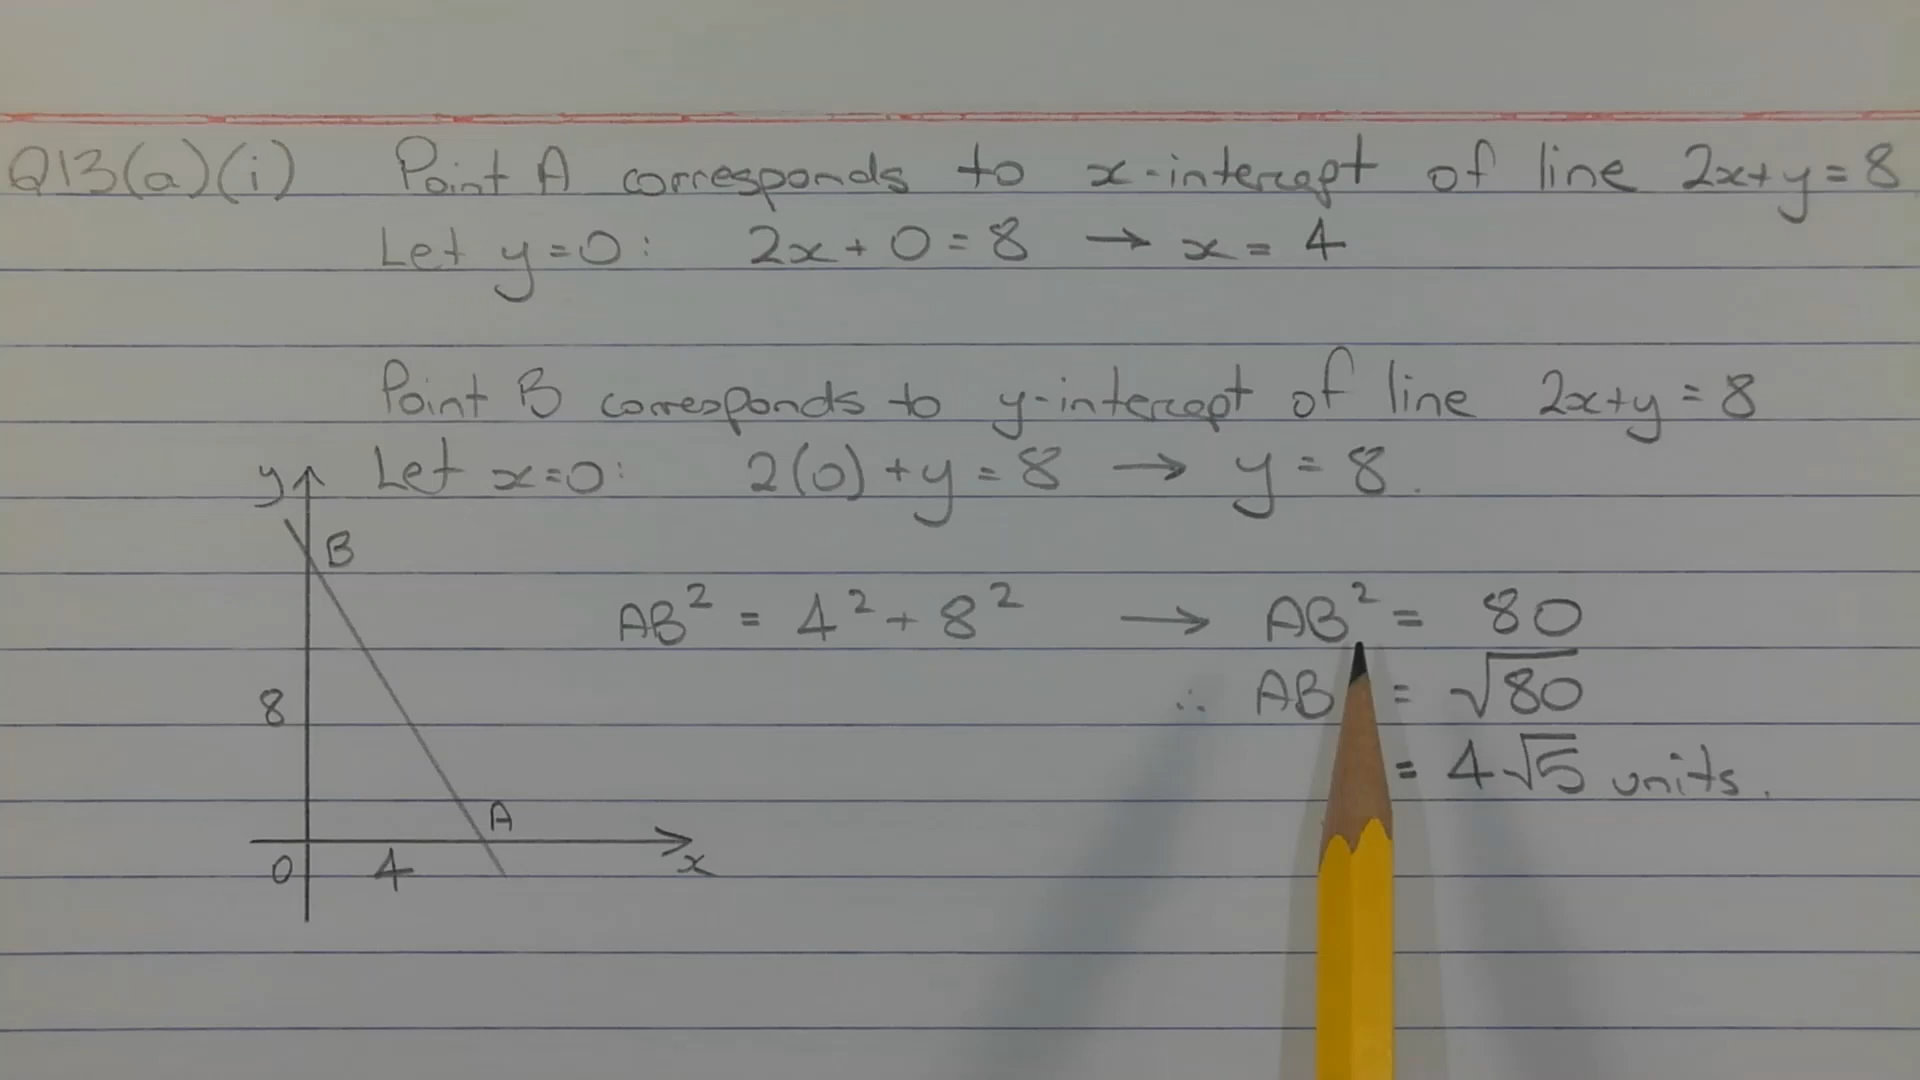 Q13(a)(i) Point A corresponds to x-intercept of line 2x+y=8
Let y=0: 2x+0=8 → x=4
Point B corresponds to y-intercept of line 2x+y=8
Let x=0: 2(0)+y=8 → y=8.
y
B
AB² = 4² + 8² → AB² = 80
∴ AB = √80
8
= 4√5 units.
A
0 4 x